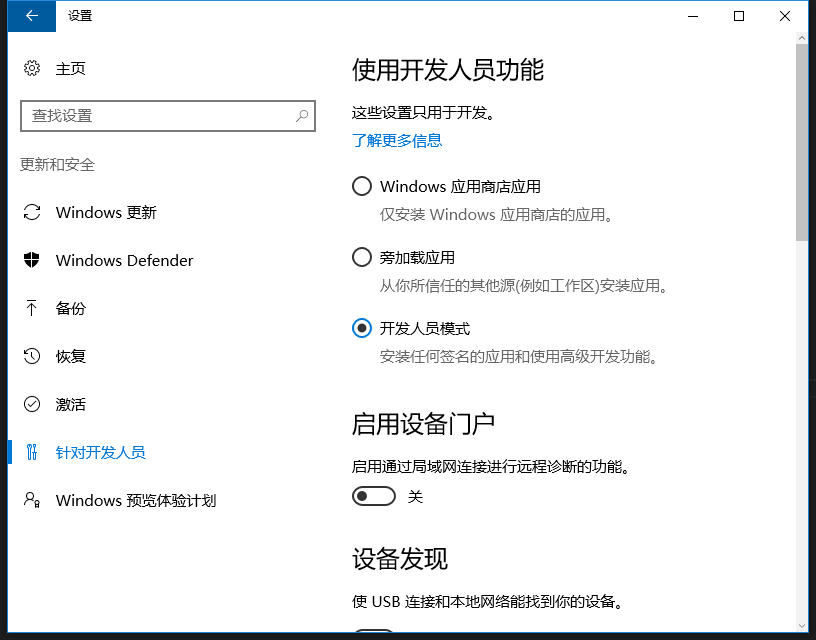 设置
主页
查找设置
更新和安全
Windows 更新
Windows Defender
备份
恢复
激活
针对开发人员
Windows 预览体验计划
使用开发人员功能
这些设置只用于开发。
了解更多信息
Windows 应用商店应用
仅安装 Windows 应用商店的应用。
旁加载应用
从你所信任的其他源(例如工作区)安装应用。
开发人员模式
安装任何签名的应用和使用高级开发功能。
启用设备门户
启用通过局域网连接进行远程诊断的功能。
关
设备发现
使 USB 连接和本地网络能找到你的设备。